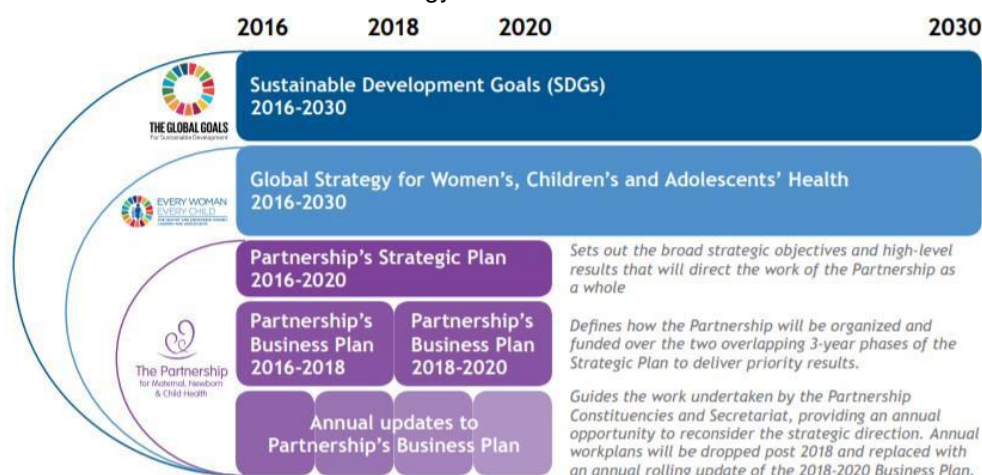 2016 2018 2020 2030
THE GLOBAL GOALS
For Sustainable Development
Sustainable Development Goals (SDGs)
2016-2030
EVERY WOMAN
EVERY CHILD
Global Strategy for Women's, Children's and Adolescents' Health
2016-2030
Partnership's Strategic Plan
2016-2020
Sets out the broad strategic objectives and high-level
results that will direct the work of the Partnership as
a whole
The Partnership
for Maternal, Newborn
& Child Health
Partnership's
Business Plan
2016-2018
Partnership's
Business Plan
2018-2020
Defines how the Partnership will be organized and
funded over the two overlapping 3-year phases of the
Strategic Plan to deliver priority results.
Annual updates to
Partnership's Business Plan
Guides the work undertaken by the Partnership
Constituencies and Secretariat, providing an annual
opportunity to reconsider the strategic direction. Annual
workplans will be dropped post 2018 and replaced with
an annual rolling update of the 2018-2020 Business Plan.